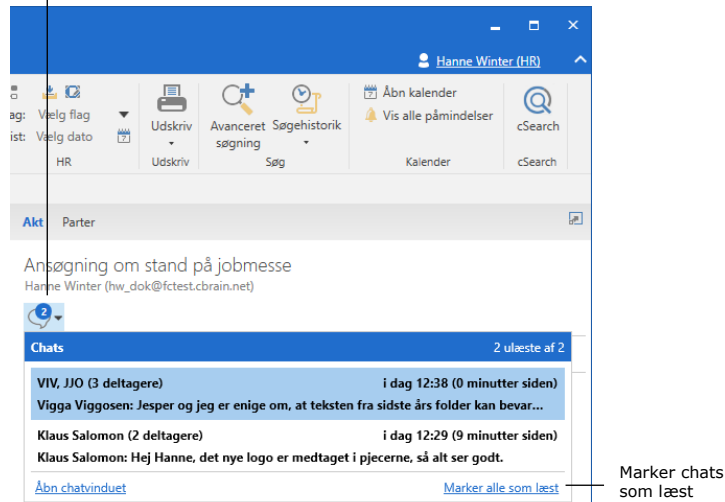 Hanne Winter (HR)
ag: Vælg flag
ist: Vælg dato
HR
Udskriv
Udskriv
Avanceret
søgning
Søgehistorik
Søg
7
Åbn kalender
Vis alle påmindelser
Kalender
cSearch
cSearch
Akt Parter
Ansøgning om stand på jobmesse
Hanne Winter (hw_dok@fctest.cbrain.net)
2
Chats 2 ulæste af 2
VIV, JJO (3 deltagere) i dag 12:38 (0 minutter siden)
Vigga Viggosen: Jesper og jeg er enige om, at teksten fra sidste års folder kan bevar...
Klaus Salomon (2 deltagere) i dag 12:29 (9 minutter siden)
Klaus Salomon: Hej Hanne, det nye logo er medtaget i pjecerne, så alt ser godt.
Åbn chatvinduet Marker alle som læst
Marker chats
som læst